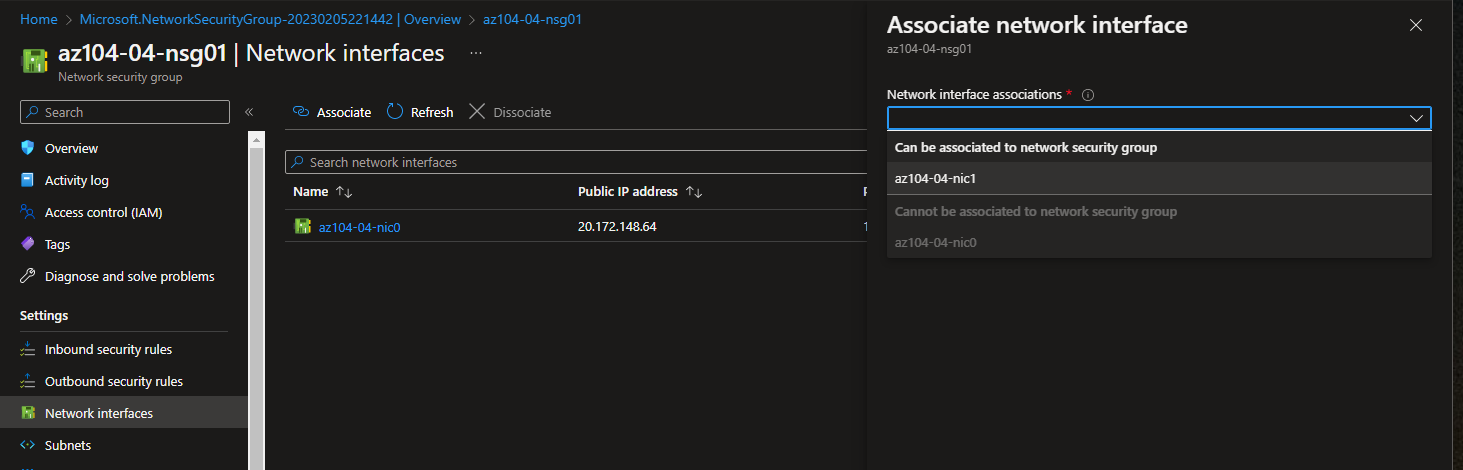 Home > Microsoft.NetworkSecurityGroup-20230205221442 | Overview > az104-04-nsg01
az104-04-nsg01 | Network interfaces ...
Network security group
Search «
Overview
Activity log
Access control (IAM)
Tags
Diagnose and solve problems
Settings
Inbound security rules
Outbound security rules
Network interfaces
Subnets
Associate Refresh Dissociate
Search network interfaces
Name ↑↓ Public IP address ↑↓
az104-04-nic0 20.172.148.64
Associate network interface
az104-04-nsg01
Network interface associations *
Can be associated to network security group
az104-04-nic1
Cannot be associated to network security group
az104-04-nic0